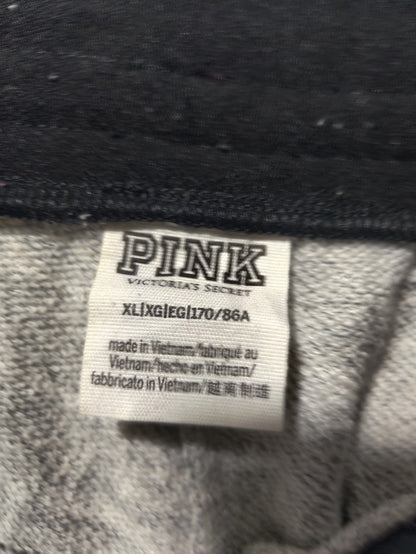 PINK
VICTORIA'S SECRET
XL|XG|EG|170/86A
made in Vietnam/fabriqué au
Vietnam/hecho en Vietnam/
fabbricato in Vietnam/越南制造